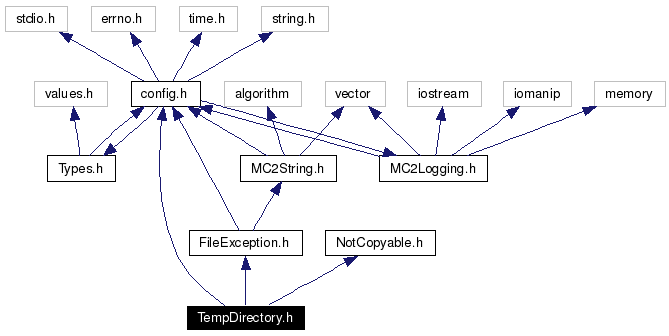 stdio.h
errno.h
time.h
string.h
values.h
config.h
algorithm
vector
iostream
iomanip
memory
Types.h
MC2String.h
MC2Logging.h
FileException.h
NotCopyable.h
TempDirectory.h